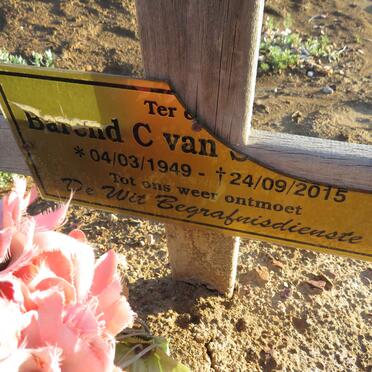 Ter
Barend C van
*04/03/1949 - †24/09/2015
Tot ons weer ontmoet
De Wit Begrafnisdienste